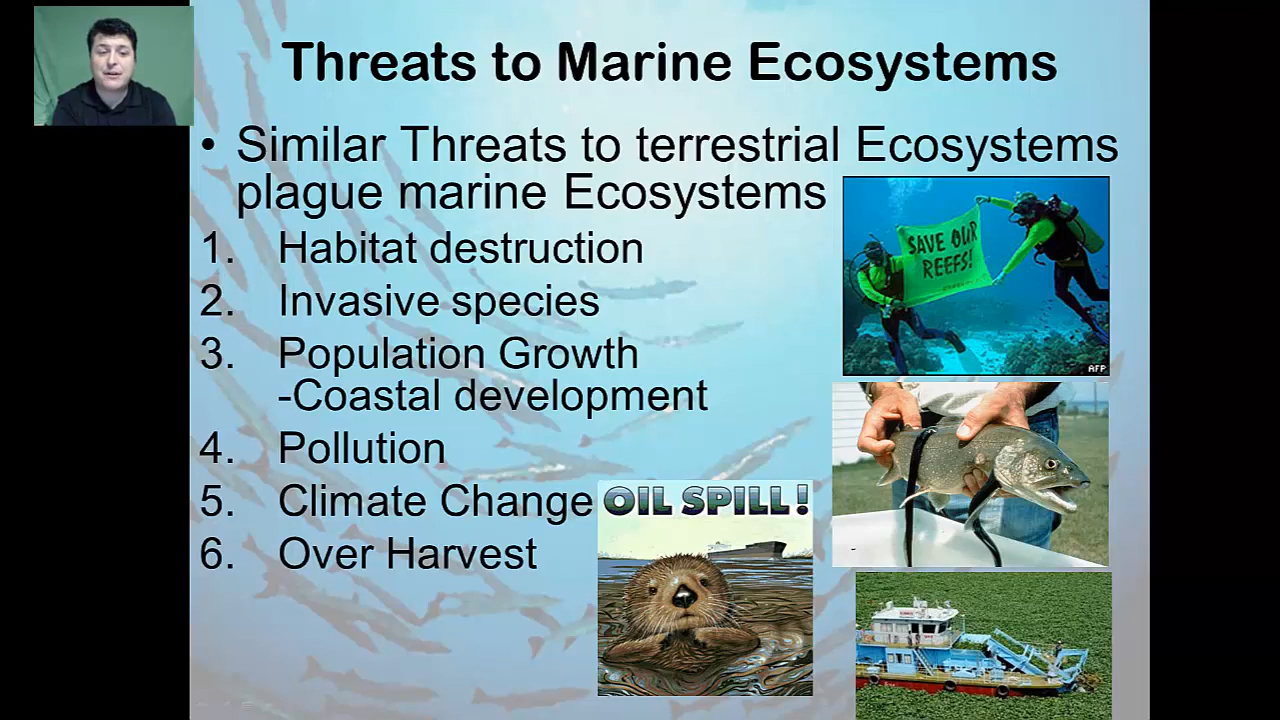 Threats to Marine Ecosystems
• Similar Threats to terrestrial Ecosystems
plague marine Ecosystems
1. Habitat destruction
2. Invasive species
3. Population Growth
-Coastal development
4. Pollution
5. Climate Change
6. Over Harvest
SAVE OUR
REEFS!
AFP
OIL SPILL!